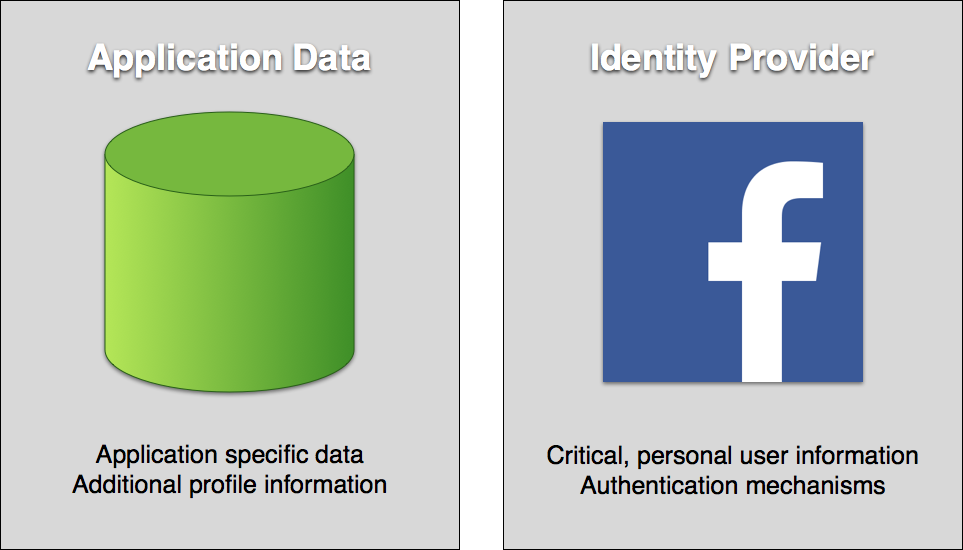 Application Data
Application specific data
Additional profile information
Identity Provider
f
Critical, personal user information
Authentication mechanisms